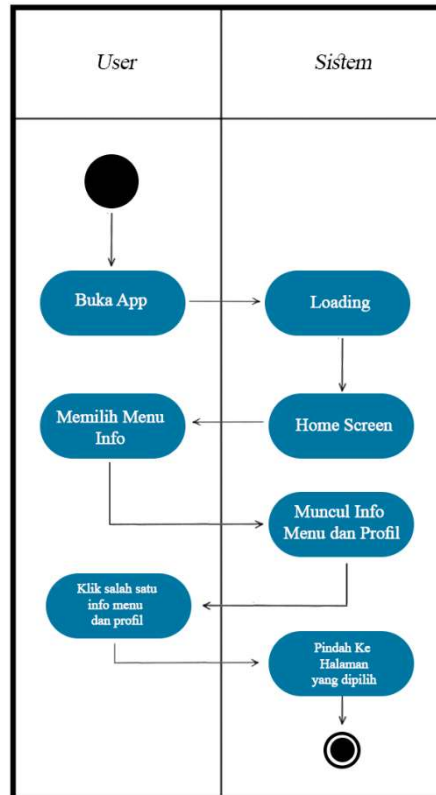 User
Sistem
Buka App
Loading
Memilih Menu
Info
Home Screen
Muncul Info
Menu dan Profil
Klik salah satu
info menu
dan profil
Pindah Ke
Halaman
yang dipilih